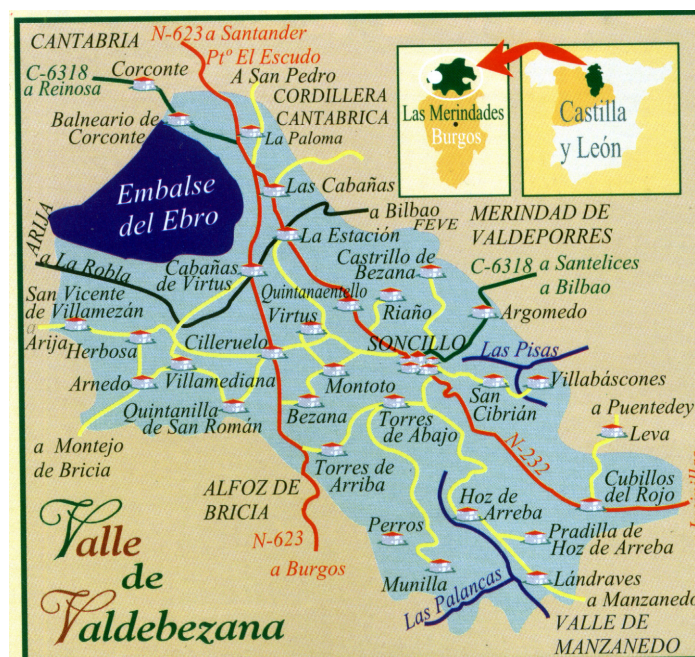 CANTABRIA
N-623 a Santander
Ptº El Escudo
C-6318
a Reinosa
Corconte
A San Pedro
CORDILLERA
CANTABRICA
Balneario de
Corconte
La Paloma
Las Merindades
Burgos
Castilla
y León
Embalse
del Ebro
Las Cabañas
a Bilbao
FEVE
MERINDAD DE
VALDEPORRES
ARIJA
a La Robla
La Estación
Castrillo de
Bezana
C-6318
a Santelices
a Bilbao
Cabañas
de Virtus
San Vicente
de Villamezán
Quintanaentello
Virtus
Riaño
Argomedo
a
Arija
Herbosa
Cilleruelo
SONCILLO
Las Pisas
Arnedo
Villamediana
Montoto
San
Cibrián
Villabáscones
Quintanilla
de San Román
Bezana
Torres
de Abajo
a Puentedey
Leva
a Montejo
de Bricia
N-232
Torres de
Arriba
Cubillos
del Rojo
ALFOZ DE
BRICIA
Hoz de
Arreba
Perros
Pradilla de
Hoz de Arreba
N-623
a Burgos
Munilla
Lándraves
a Manzanedo
Las Palancas
VALLE DE
MANZANEDO
Valle
de
Valdebezana